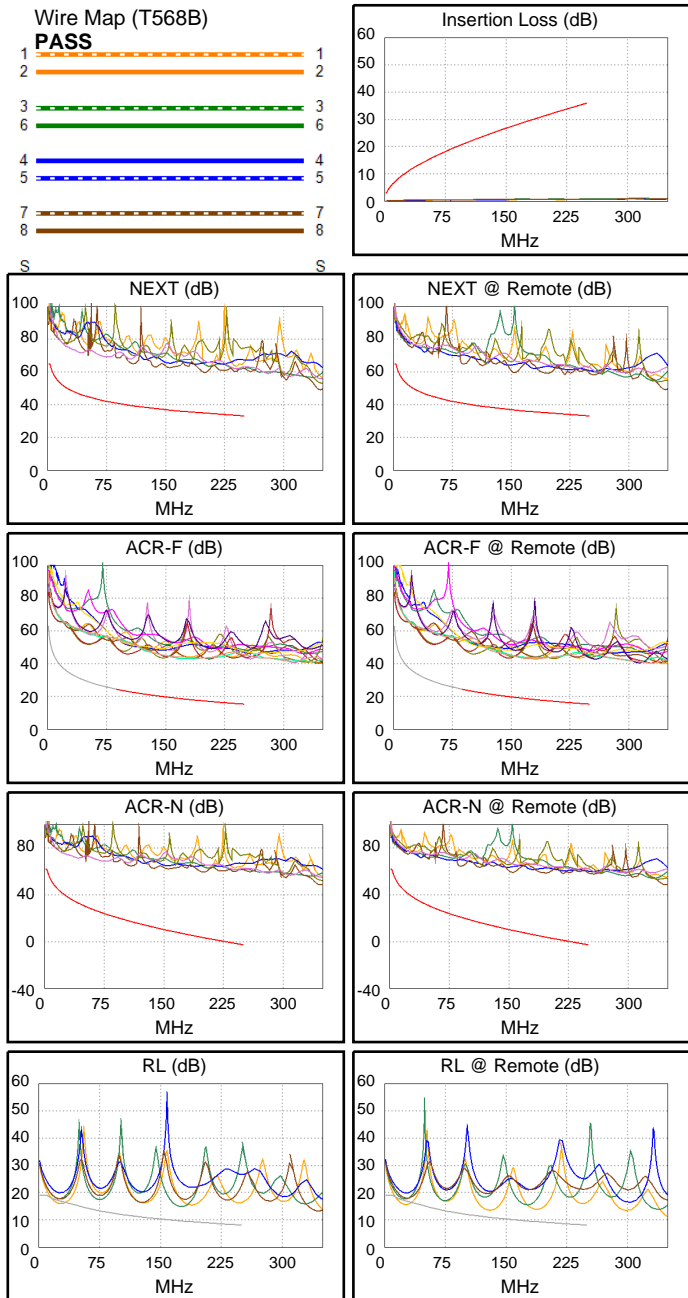 Wire Map (T568B)
PASS
1 1
2 2
3 3
6 6
4 4
5 5
7 7
8 8
S S
Insertion Loss (dB)
60
50
40
30
20
10
0
0 75 150 225 300
MHz
NEXT (dB)
100
80
60
40
20
0
0 75 150 225 300
MHz
NEXT @ Remote (dB)
100
80
60
40
20
0
0 75 150 225 300
MHz
ACR-F (dB)
100
80
60
40
20
0
0 75 150 225 300
MHz
ACR-F @ Remote (dB)
100
80
60
40
20
0
0 75 150 225 300
MHz
ACR-N (dB)
80
40
0
-40
0 75 150 225 300
MHz
ACR-N @ Remote (dB)
80
40
0
-40
0 75 150 225 300
MHz
RL (dB)
60
50
40
30
20
10
0
0 75 150 225 300
MHz
RL @ Remote (dB)
60
50
40
30
20
10
0
0 75 150 225 300
MHz